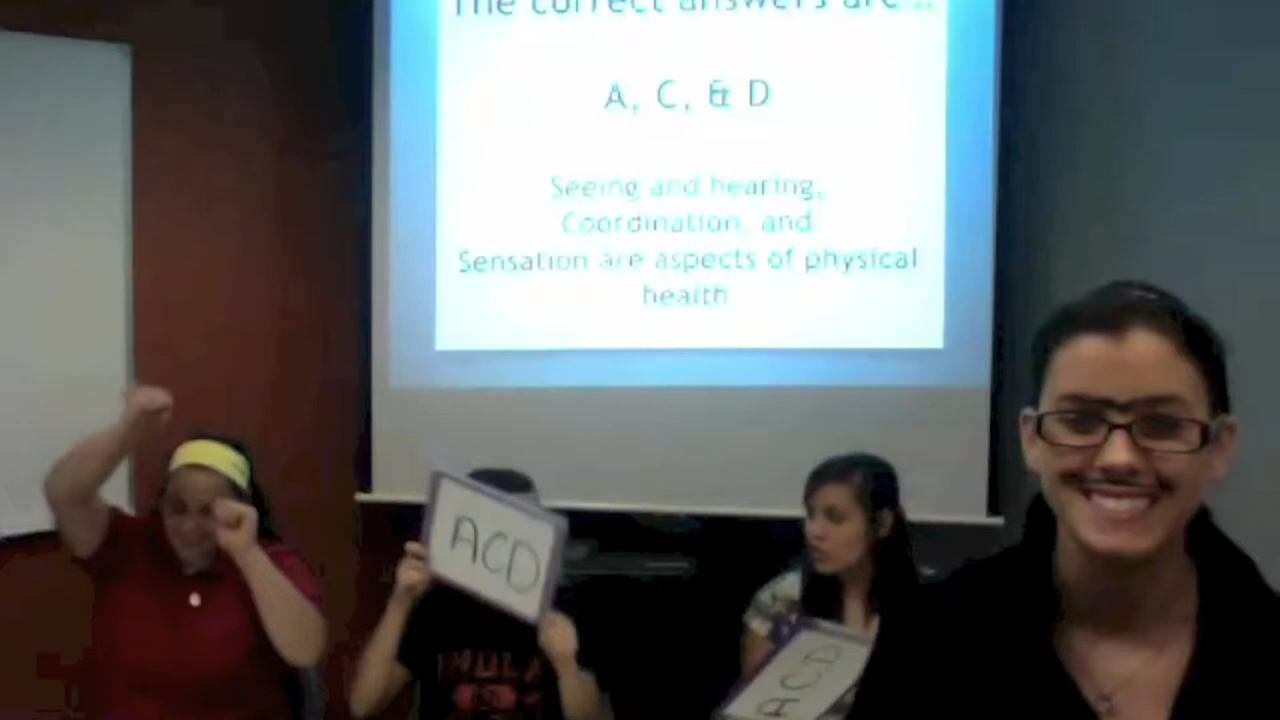 The correct answers are ..
A, C, & D
Seeing and hearing,
Coordination, and
Sensation are aspects of physical
health
ACD
ACD